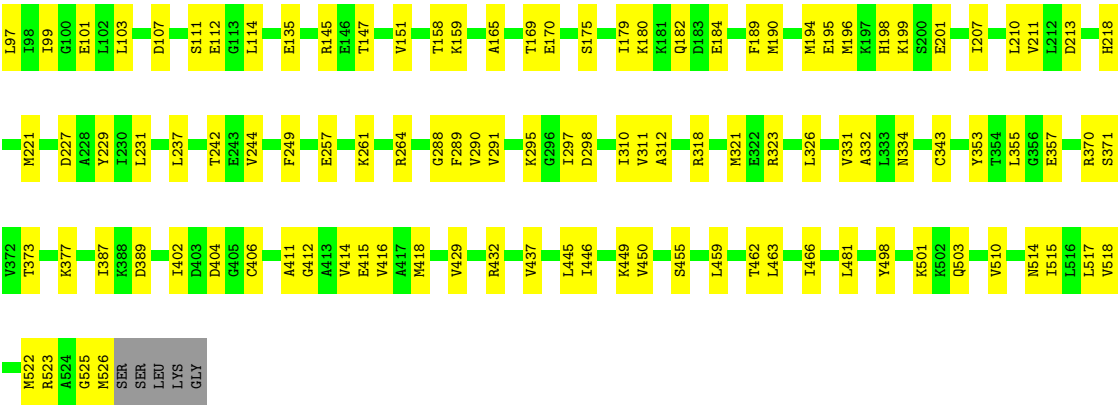 L97 I98 I99 G100 E101 L102 L103 D107 S111 E112 G113 L114 E135 R145 E146 T147 V151 T158 K159 A165 T169 E170 S175 I179 K180 K181 Q182 D183 E184 F189 M190 M194 E195 M196 K197 H198 K199 S200 E201 I207 L210 V211 L212 D213 H218
M221 D227 A228 Y229 I230 L231 L237 T242 E243 V244 F249 E257 K261 R264 G288 F289 V290 V291 K295 G296 I297 D298 I310 V311 A312 R318 M321 E322 R323 L326 V331 A332 L333 N334 C343 Y353 T354 L355 G356 E357 R370 S371
V372 T373 K377 I387 K388 D389 I402 D403 D404 G405 C406 A411 G412 A413 V414 E415 V416 A417 M418 V429 R432 V437 L445 I446 K449 V450 S455 L459 T462 L463 I466 L481 Y498 K501 K502 Q503 V510 N514 I515 L516 L517 V518
M522 R523 A524 G525 M526 SER SER LEU LYS GLY